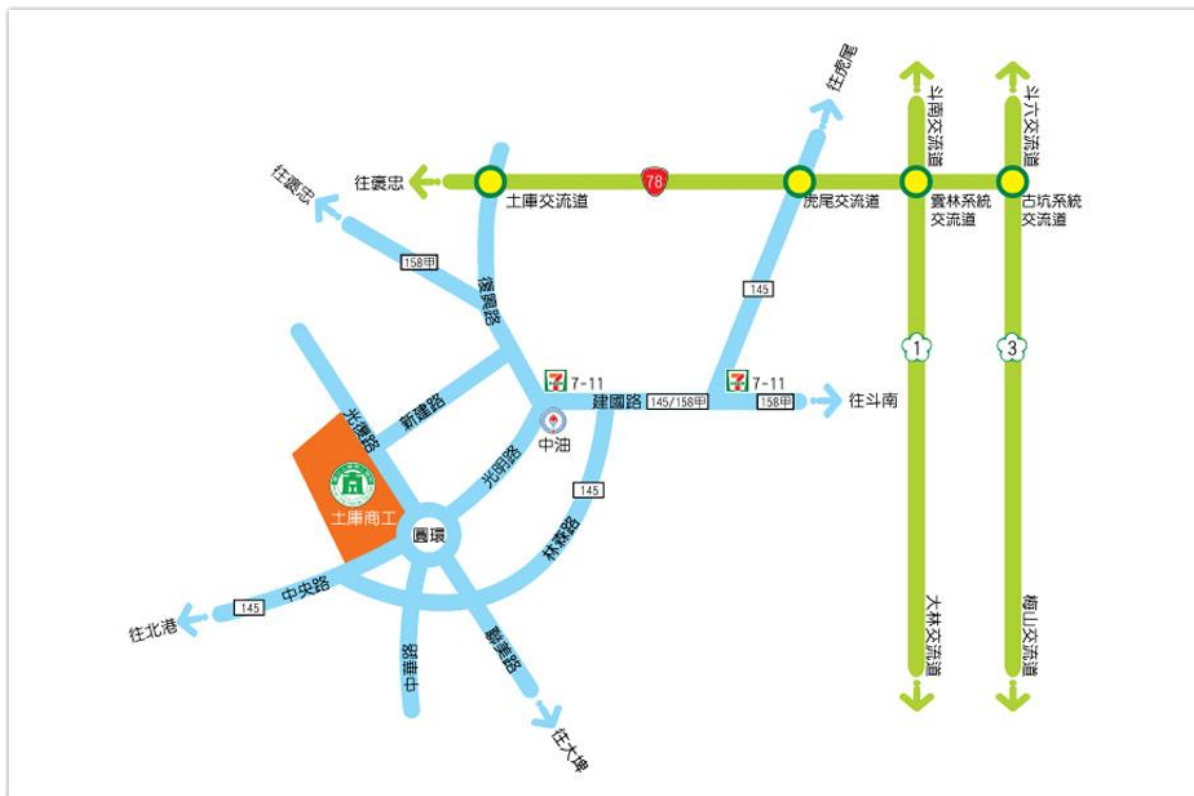 往虎尾
斗南交流道
斗六交流道
往褒忠
往褒忠
78
土庫交流道
虎尾交流道
雲林系統
交流道
古坑系統
交流道
158甲
復興路
145
1
3
7-11
7-11
建國路
145/158甲
158甲
往斗南
光復路
新建路
中油
光明路
145
林森路
土庫商工
圓環
中央路
145
往北港
中華路
聯美路
大林交流道
梅山交流道
往大埤